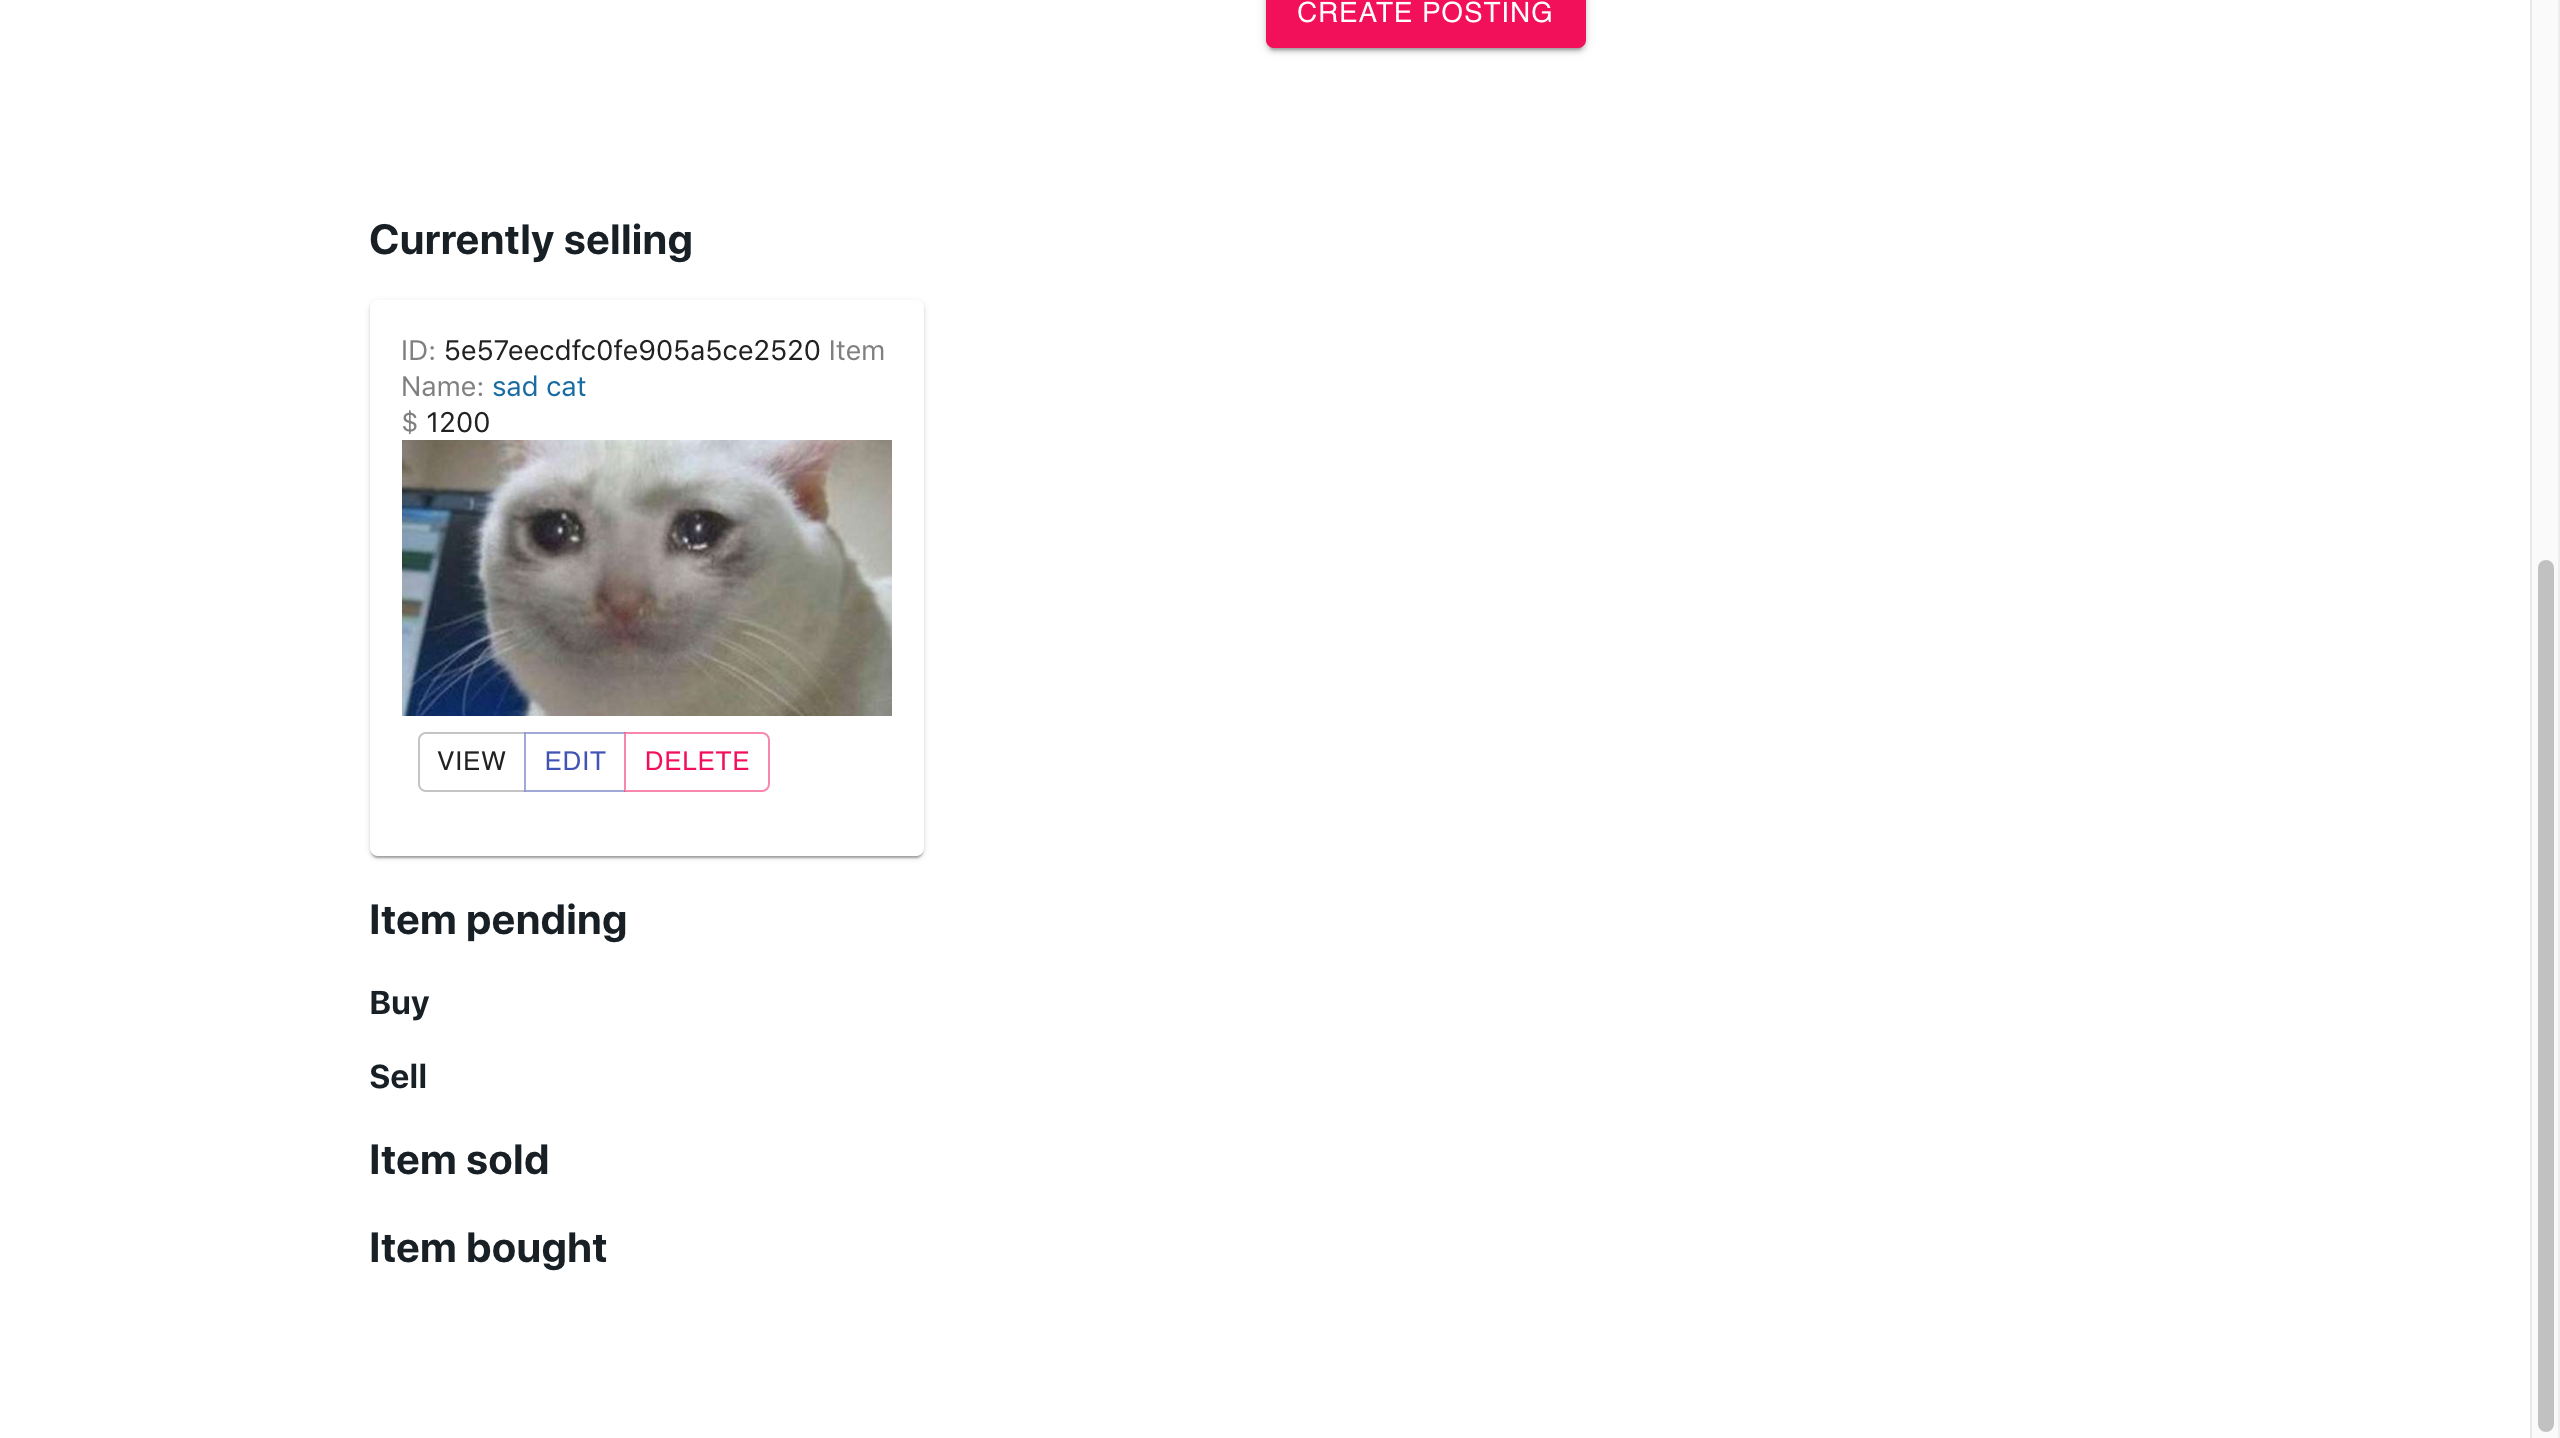 CREATE POSTING
Currently selling
ID: 5e57eecdfc0fe905a5ce2520 Item
Name: sad cat
$ 1200
VIEW EDIT DELETE
Item pending
Buy
Sell
Item sold
Item bought